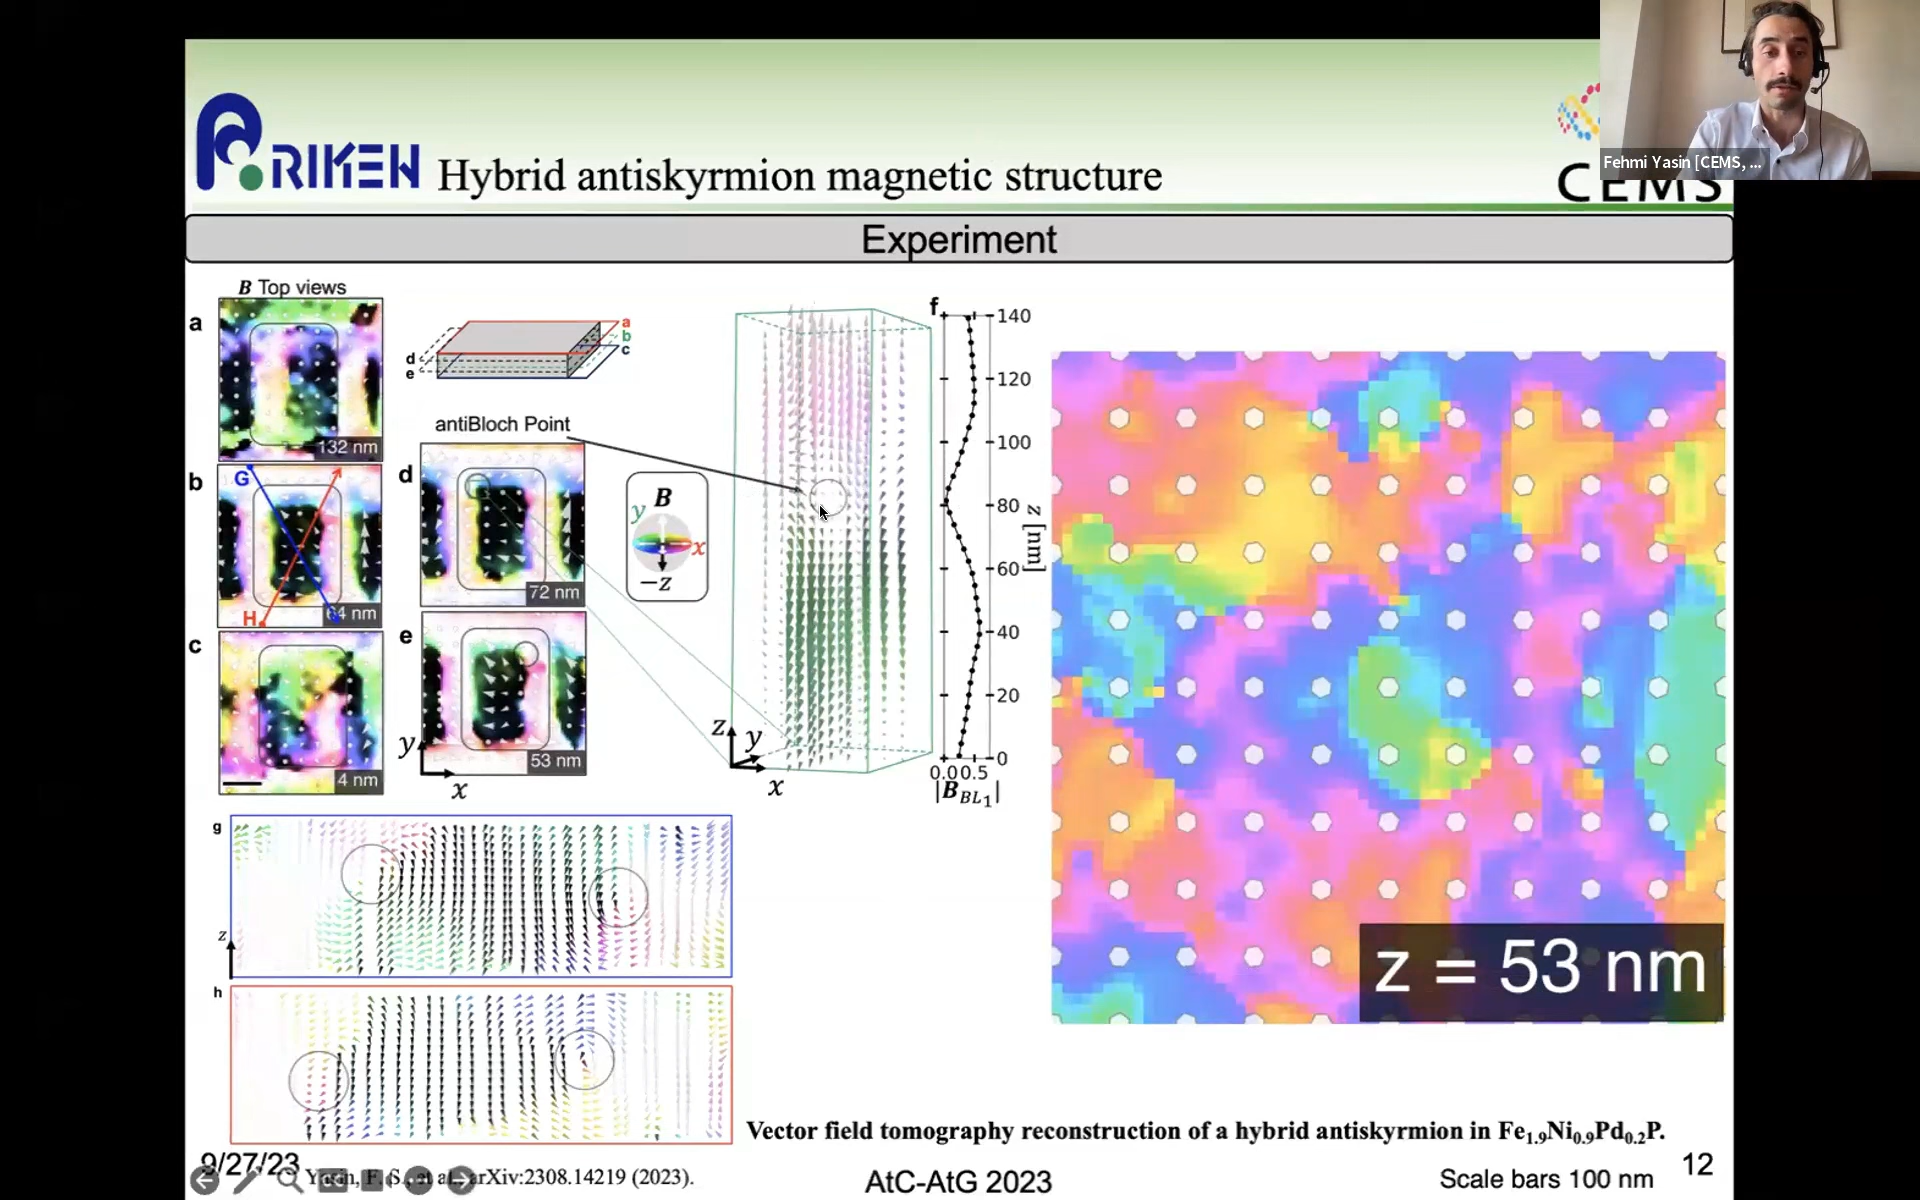 RIKEN
Hybrid antiskyrmion magnetic structure
CEMS
Fehmi Yasin [CEMS, ...
Experiment
B Top views
a
132 nm
b
G
H
64 nm
c
4 nm
a
b
c
d
e
antiBloch Point
d
72 nm
e
53 nm
y
x
B
y
x
−z
z
y
x
f
140
120
100
80
60
40
20
0
z [nm]
0.0 0.5
|B_BL₁|
z = 53 nm
g
z
h
Vector field tomography reconstruction of a hybrid antiskyrmion in Fe₁.₉Ni₀.₉Pd₀.₂P.
9/27/23
Yasin, F. S., et al., arXiv:2308.14219 (2023).
AtC-AtG 2023
Scale bars 100 nm
12